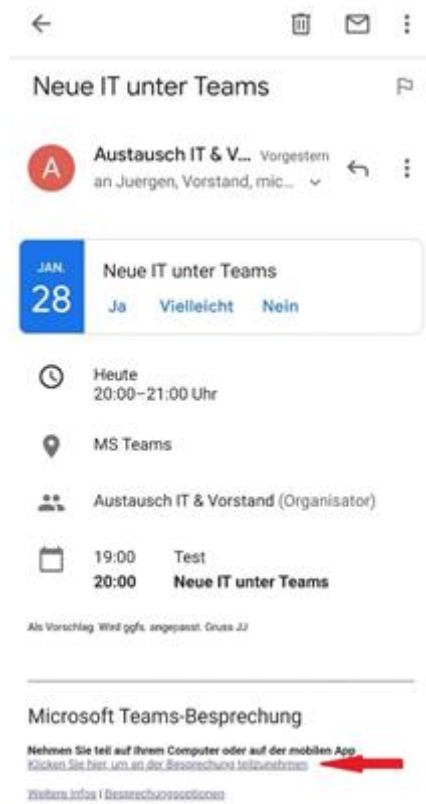 Neue IT unter Teams
A
Austausch IT & V... Vorgestern
an Juergen, Vorstand, mic...
JAN.
28
Neue IT unter Teams
Ja Vielleicht Nein
Heute
20:00–21:00 Uhr
MS Teams
Austausch IT & Vorstand (Organisator)
19:00 Test
20:00 Neue IT unter Teams
Als Vorschlag. Wird ggfs. angepasst. Gruss JJ
Microsoft Teams-Besprechung
Nehmen Sie teil auf Ihrem Computer oder auf der mobilen App
Klicken Sie hier, um an der Besprechung teilzunehmen
Weitere Infos | Besprechungsoptionen